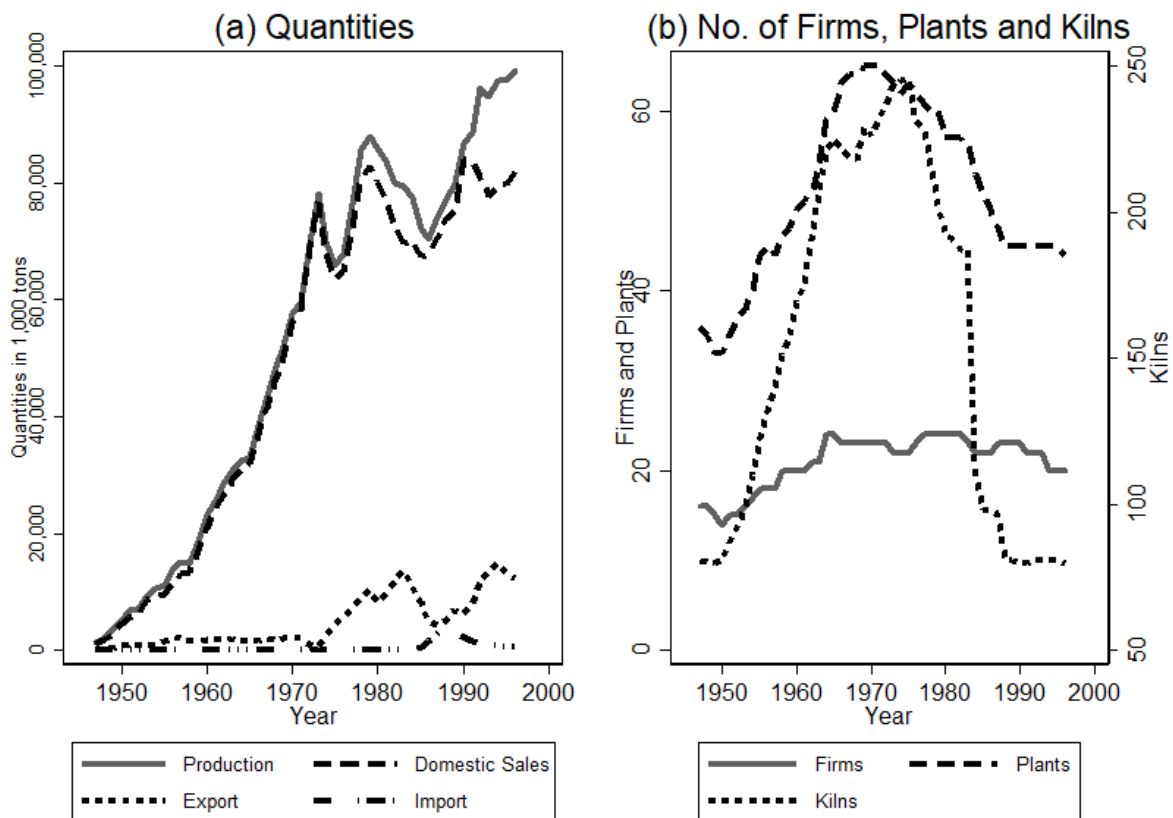 (a) Quantities
Quantities in 1,000 tons
100,000
80,000
60,000
40,000
20,000
0
1950 1960 1970 1980 1990 2000
Year
Production Domestic Sales
Export Import
(b) No. of Firms, Plants and Kilns
Firms and Plants
60
40
20
0
250
200
150
100
50
Kilns
1950 1960 1970 1980 1990 2000
Year
Firms Plants
Kilns